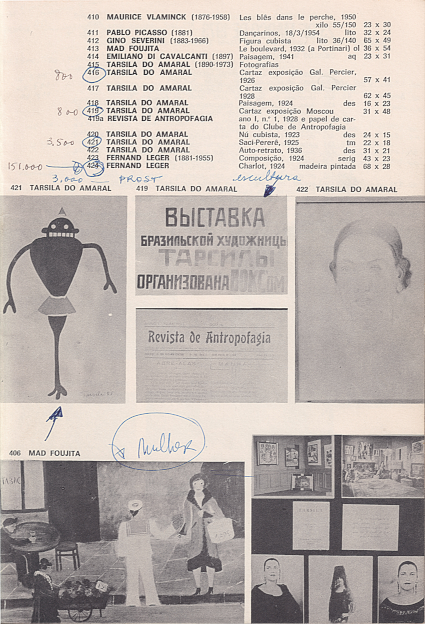 410 MAURICE VLAMINCK (1876-1958) Les blés dans le perche, 1950
xilo 55/150 23 x 30
411 PABLO PICASSO (1881) Dançarinos, 18/3/1954 lito 32 x 24
412 GINO SEVERINI (1883-1966) Figura cubista lito 36/140 65 x 49
413 MAD FOUJITA Le boulevard, 1932 (a Portinari) ol 36 x 54
414 EMILIANO DI CAVALCANTI (1897) Paisagem, 1941 aq 23 x 31
415 TARSILA DO AMARAL (1890-1973) Fotografias
800 416 TARSILA DO AMARAL Cartaz exposição Gal. Percier,
1926 57 x 41
417 TARSILA DO AMARAL Cartaz exposição Gal. Percier
1928 62 x 45
418 TARSILA DO AMARAL Paisagem, 1924 des 16 x 23
800 419 TARSILA DO AMARAL Cartaz exposição Moscou 31 x 48
419a REVISTA DE ANTROPOFAGIA ano I, n.° 1, 1928 e papel de car-
ta do Clube de Antropofagia
420 TARSILA DO AMARAL Nú cubista, 1923 des 24 x 15
3.500 421 TARSILA DO AMARAL Saci-Pererê, 1925 tm 22 x 18
422 TARSILA DO AMARAL Auto-retrato, 1936 des 31 x 21
423 FERNAND LEGER (1881-1955) Composição, 1924 serig 43 x 23
151.000 424 FERNAND LEGER Charlot, 1924 madeira pintada 68 x 28
3.000 PROST escultura
421 TARSILA DO AMARAL 419 TARSILA DO AMARAL 422 TARSILA DO AMARAL
ВЫСТАВКА
БРАЗИЛЬСКОЙ ХУДОЖНИЦЫ
ТАРСИЛЫ
ОРГАНИЗОВАНА ВОКСом
Revista de Antropofagia
406 MAD FOUJITA
x Mulher